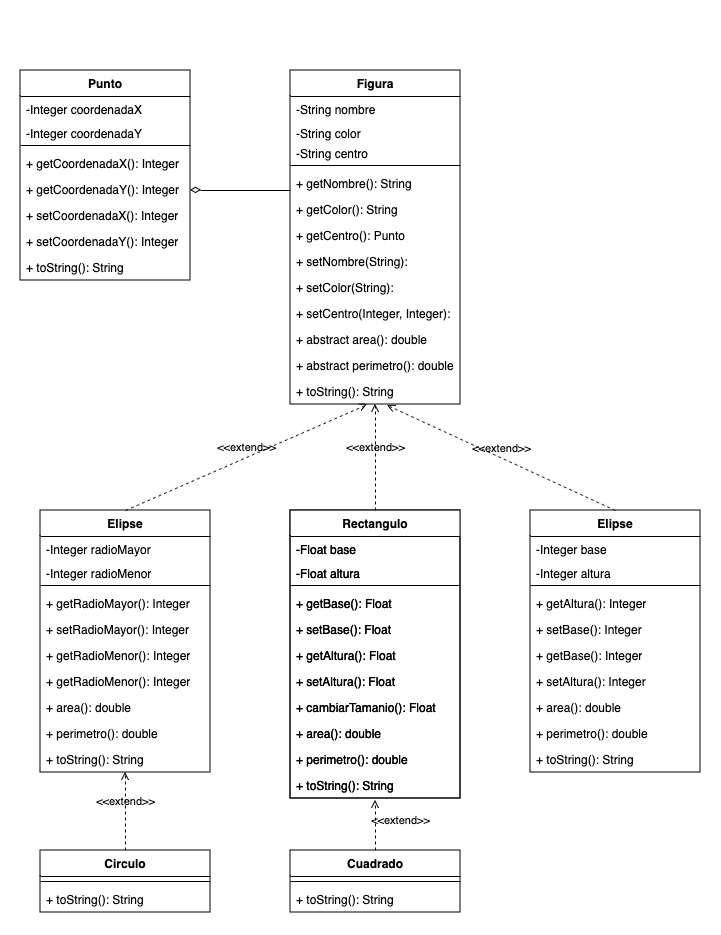 Punto
-Integer coordenadaX
-Integer coordenadaY
+ getCoordenadaX(): Integer
+ getCoordenadaY(): Integer
+ setCoordenadaX(): Integer
+ setCoordenadaY(): Integer
+ toString(): String
Figura
-String nombre
-String color
-String centro
+ getNombre(): String
+ getColor(): String
+ getCentro(): Punto
+ setNombre(String):
+ setColor(String):
+ setCentro(Integer, Integer):
+ abstract area(): double
+ abstract perimetro(): double
+ toString(): String
<<extend>>
<<extend>>
<<extend>>
Elipse
-Integer radioMayor
-Integer radioMenor
+ getRadioMayor(): Integer
+ setRadioMayor(): Integer
+ getRadioMenor(): Integer
+ getRadioMenor(): Integer
+ area(): double
+ perimetro(): double
+ toString(): String
Rectangulo
-Float base
-Float altura
+ getBase(): Float
+ setBase(): Float
+ getAltura(): Float
+ setAltura(): Float
+ cambiarTamanio(): Float
+ area(): double
+ perimetro(): double
+ toString(): String
Elipse
-Integer base
-Integer altura
+ getAltura(): Integer
+ setBase(): Integer
+ getBase(): Integer
+ setAltura(): Integer
+ area(): double
+ perimetro(): double
+ toString(): String
<<extend>>
<<extend>>
Circulo
+ toString(): String
Cuadrado
+ toString(): String